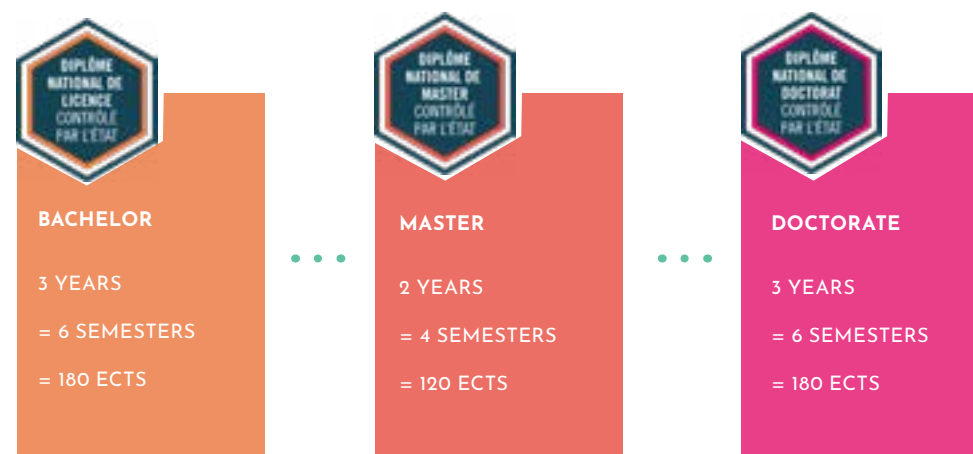 DIPLÔME
NATIONAL DE
LICENCE
CONTRÔLÉ
PAR L'ÉTAT
BACHELOR
3 YEARS
= 6 SEMESTERS
= 180 ECTS
DIPLÔME
NATIONAL DE
MASTER
CONTRÔLÉ
PAR L'ÉTAT
MASTER
2 YEARS
= 4 SEMESTERS
= 120 ECTS
DIPLÔME
NATIONAL DE
DOCTORAT
CONTRÔLÉ
PAR L'ÉTAT
DOCTORATE
3 YEARS
= 6 SEMESTERS
= 180 ECTS